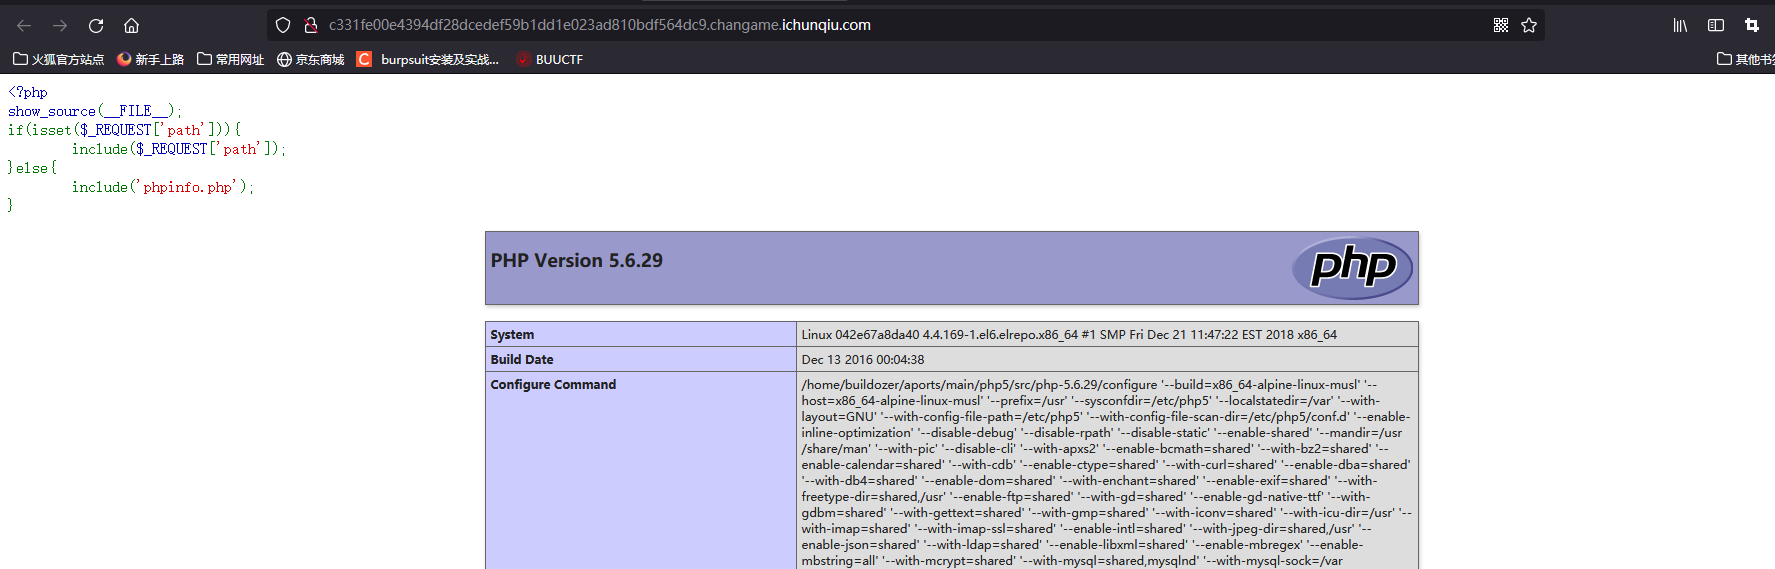 c331fe00e4394df28dcedef59b1dd1e023ad810bdf564dc9.changame.ichunqiu.com
火狐官方站点 新手上路 常用网址 京东商城 C burpsuit安装及实战... BUUCTF 其他书签
<?php
show_source(__FILE__);
if(isset($_REQUEST['path'])){
include($_REQUEST['path']);
}else{
include('phpinfo.php');
}
PHP Version 5.6.29
php
System Linux 042e67a8da40 4.4.169-1.el6.elrepo.x86_64 #1 SMP Fri Dec 21 11:47:22 EST 2018 x86_64
Build Date Dec 13 2016 00:04:38
Configure Command /home/buildozer/aports/main/php5/src/php-5.6.29/configure '--build=x86_64-alpine-linux-musl' '--
host=x86_64-alpine-linux-musl' '--prefix=/usr' '--sysconfdir=/etc/php5' '--localstatedir=/var' '--with-
layout=GNU' '--with-config-file-path=/etc/php5' '--with-config-file-scan-dir=/etc/php5/conf.d' '--enable-
inline-optimization' '--disable-debug' '--disable-rpath' '--disable-static' '--enable-shared' '--mandir=/usr
/share/man' '--with-pic' '--disable-cli' '--with-apxs2' '--enable-bcmath=shared' '--with-bz2=shared' '--
enable-calendar=shared' '--with-cdb' '--enable-ctype=shared' '--with-curl=shared' '--enable-dba=shared'
'--with-db4=shared' '--enable-dom=shared' '--with-enchant=shared' '--enable-exif=shared' '--with-
freetype-dir=shared,/usr' '--enable-ftp=shared' '--with-gd=shared' '--enable-gd-native-ttf' '--with-
gdbm=shared' '--with-gettext=shared' '--with-gmp=shared' '--with-iconv=shared' '--with-icu-dir=/usr' '--
with-imap=shared' '--with-imap-ssl=shared' '--enable-intl=shared' '--with-jpeg-dir=shared,/usr' '--
enable-json=shared' '--with-ldap=shared' '--enable-libxml=shared' '--enable-mbregex' '--enable-
mbstring=all' '--with-mcrypt=shared' '--with-mysql=shared,mysqlnd' '--with-mysql-sock=/var